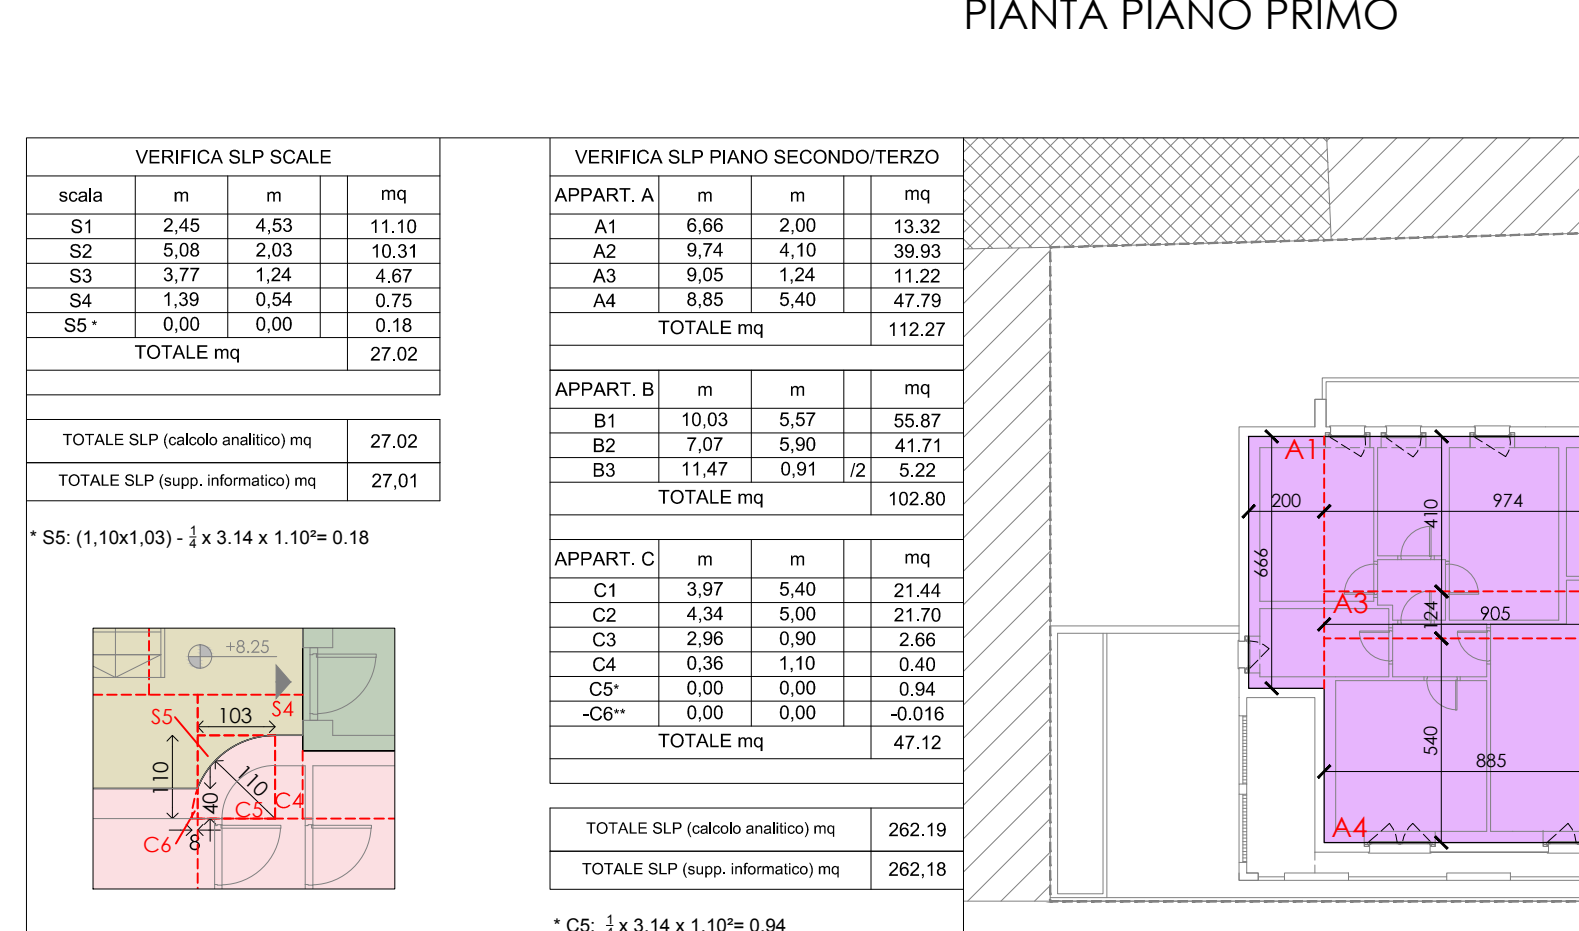 PIANTA PIANO PRIMO
VERIFICA SLP SCALE
scala m m mq
S1 2,45 4,53 11.10
S2 5,08 2,03 10.31
S3 3,77 1,24 4.67
S4 1,39 0,54 0.75
S5 * 0,00 0,00 0.18
TOTALE mq 27.02
TOTALE SLP (calcolo analitico) mq 27.02
TOTALE SLP (supp. informatico) mq 27,01
* S5: (1,10x1,03) - ¼ x 3.14 x 1.10²= 0.18
+8.25
S5
103
S4
110
110
40
C5
C4
C6
8
VERIFICA SLP PIANO SECONDO/TERZO
APPART. A m m mq
A1 6,66 2,00 13.32
A2 9,74 4,10 39.93
A3 9,05 1,24 11.22
A4 8,85 5,40 47.79
TOTALE mq 112.27
APPART. B m m mq
B1 10,03 5,57 55.87
B2 7,07 5,90 41.71
B3 11,47 0,91 /2 5.22
TOTALE mq 102.80
APPART. C m m mq
C1 3,97 5,40 21.44
C2 4,34 5,00 21.70
C3 2,96 0,90 2.66
C4 0,36 1,10 0.40
C5* 0,00 0,00 0.94
-C6** 0,00 0,00 -0.016
TOTALE mq 47.12
TOTALE SLP (calcolo analitico) mq 262.19
TOTALE SLP (supp. informatico) mq 262,18
* C5: ¼ x 3.14 x 1.10²= 0.94
A1
200
410
974
666
A3
124
905
540
885
A4